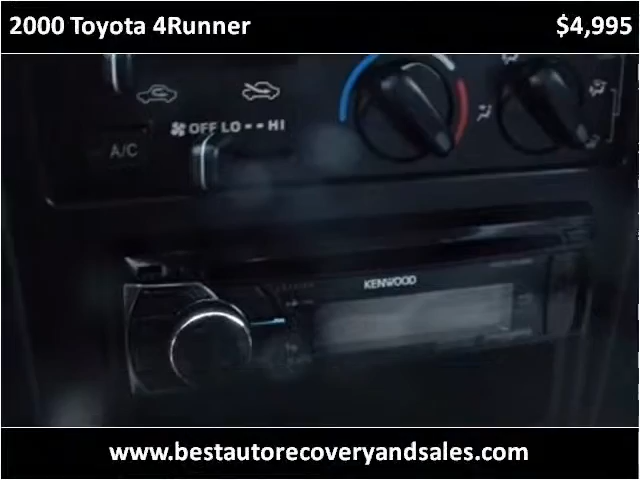 2000 Toyota 4Runner $4,995
OFF LO HI
A/C
KENWOOD
www.bestautorecoveryandsales.com